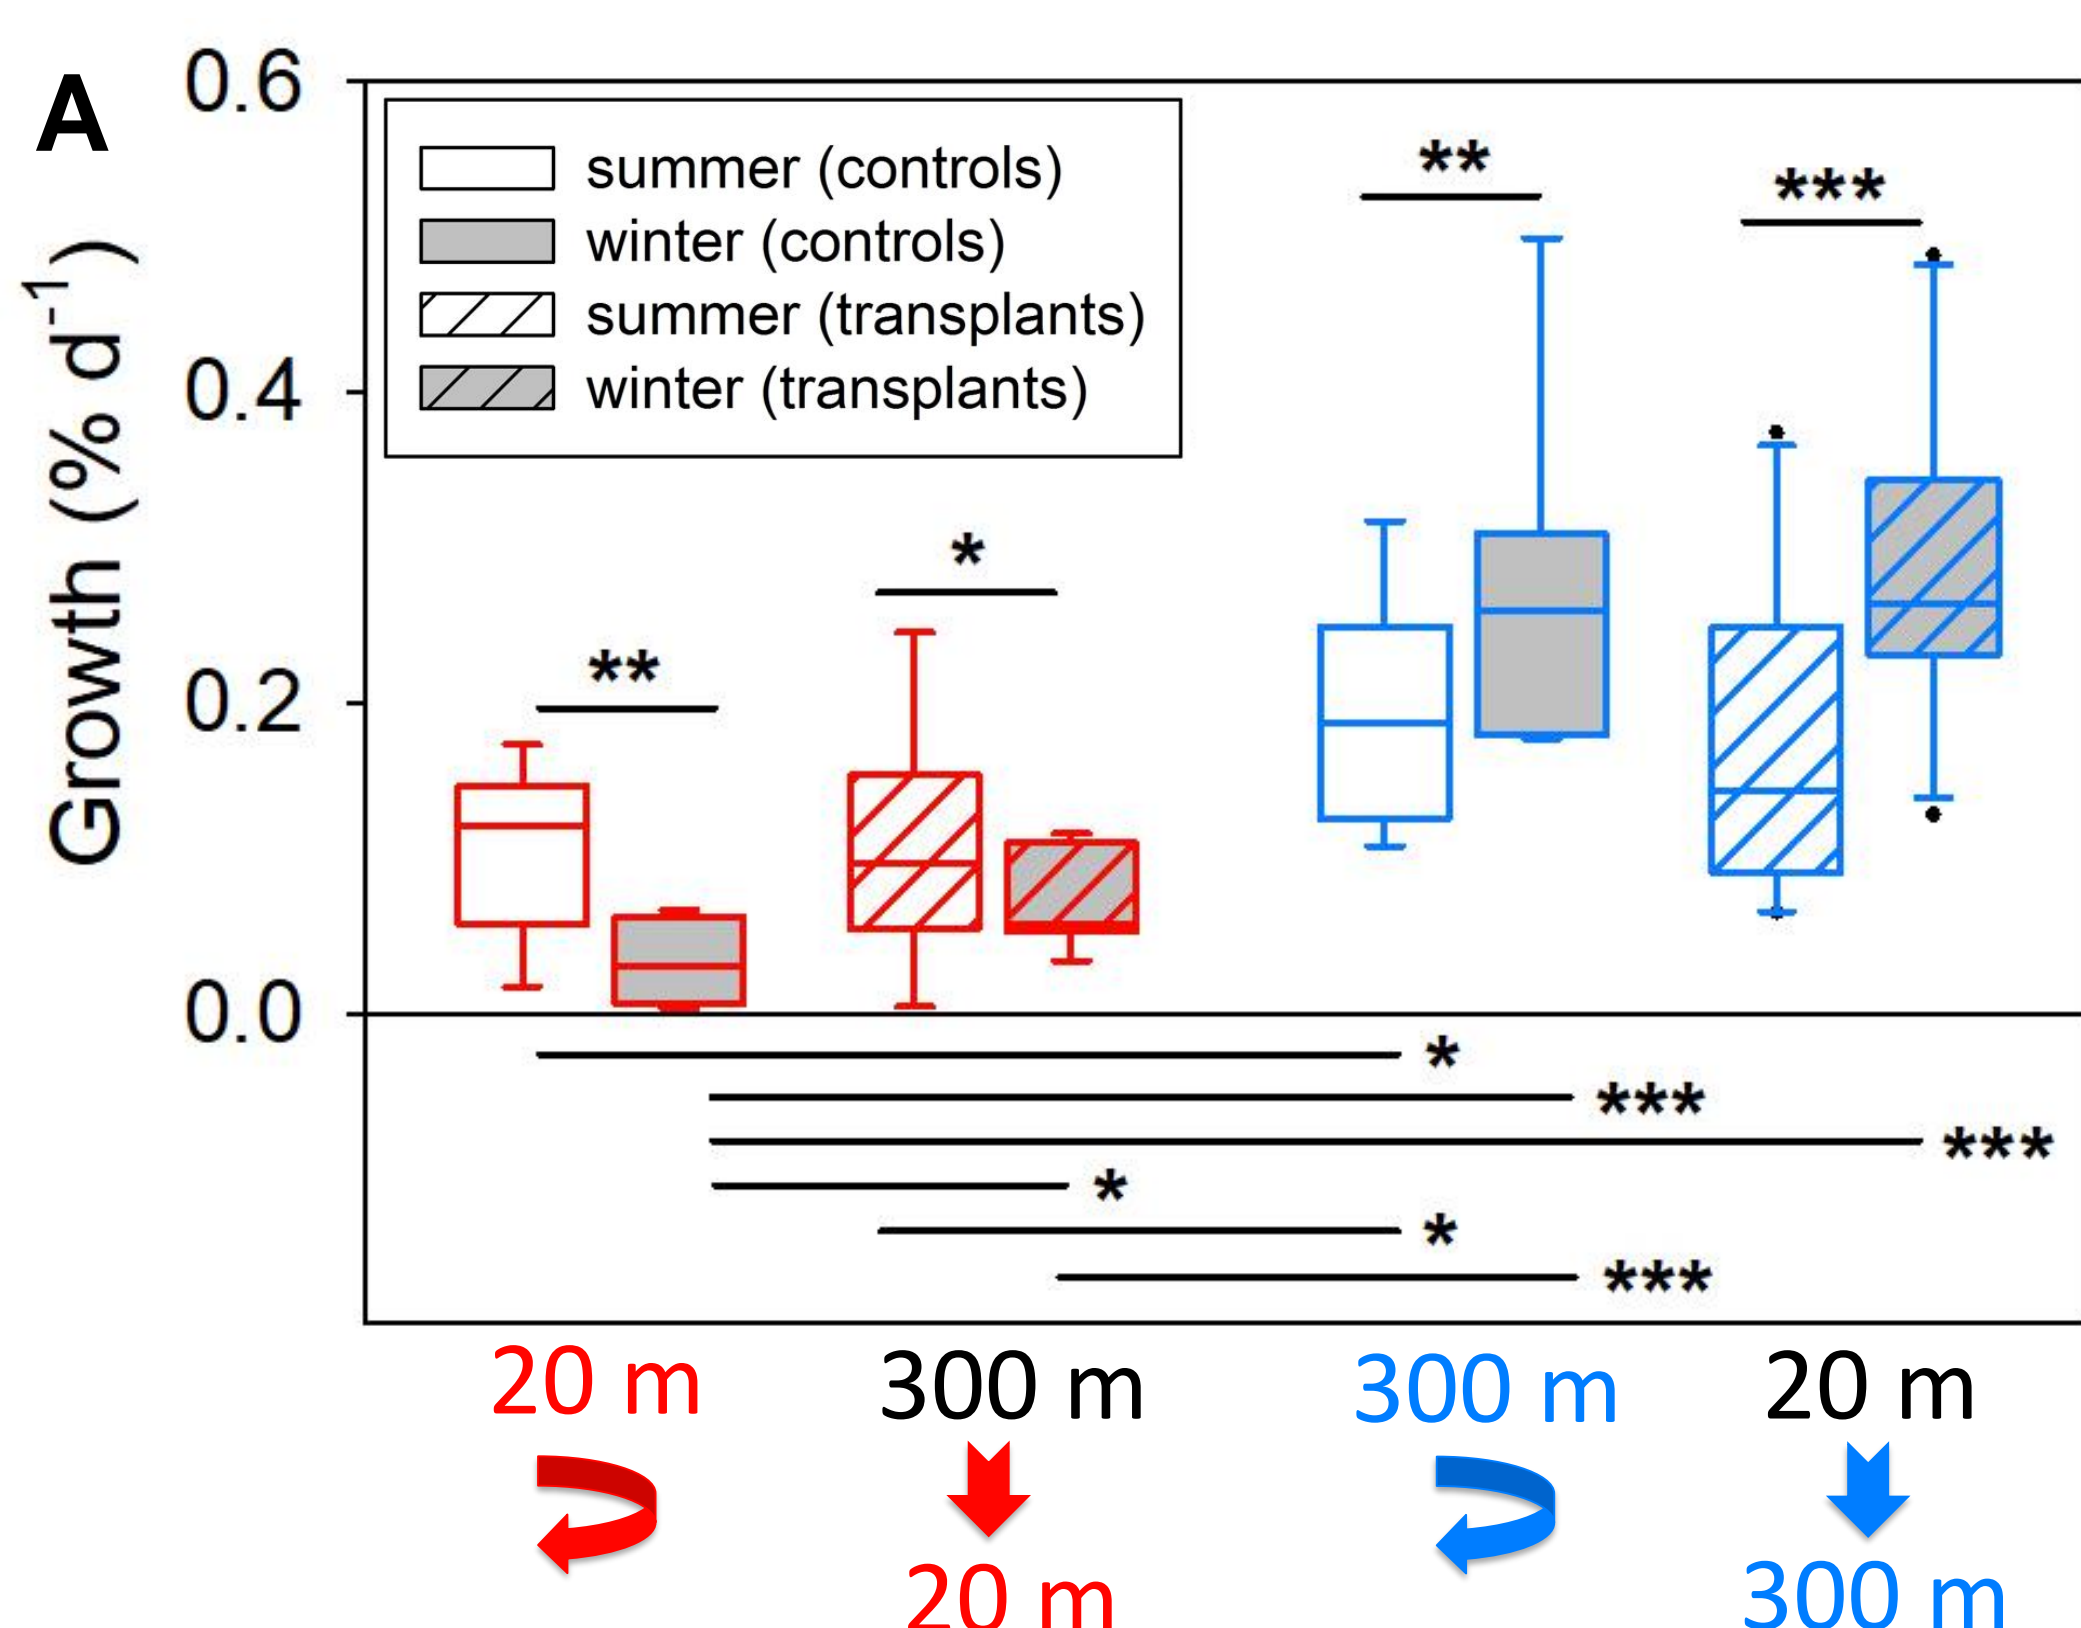 A
Growth (% d⁻¹)
0.6
0.4
0.2
0.0
summer (controls)
winter (controls)
summer (transplants)
winter (transplants)
**
*
**
***
*
***
***
*
*
***
20 m
300 m
300 m
20 m
20 m
300 m